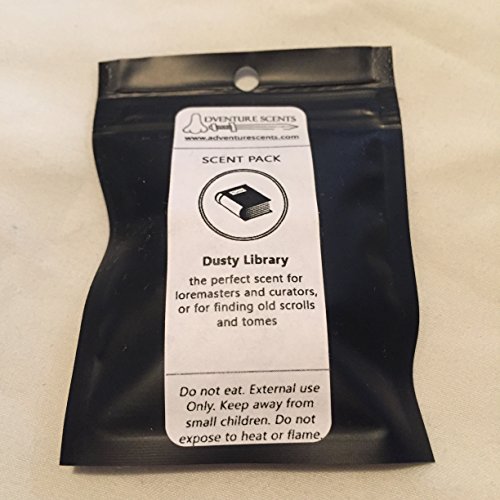 ADVENTURE SCENTS
www.adventurescents.com
SCENT PACK
Dusty Library
the perfect scent for
loremasters and curators,
or for finding old scrolls
and tomes
Do not eat. External use
Only. Keep away from
small children. Do not
expose to heat or flame.